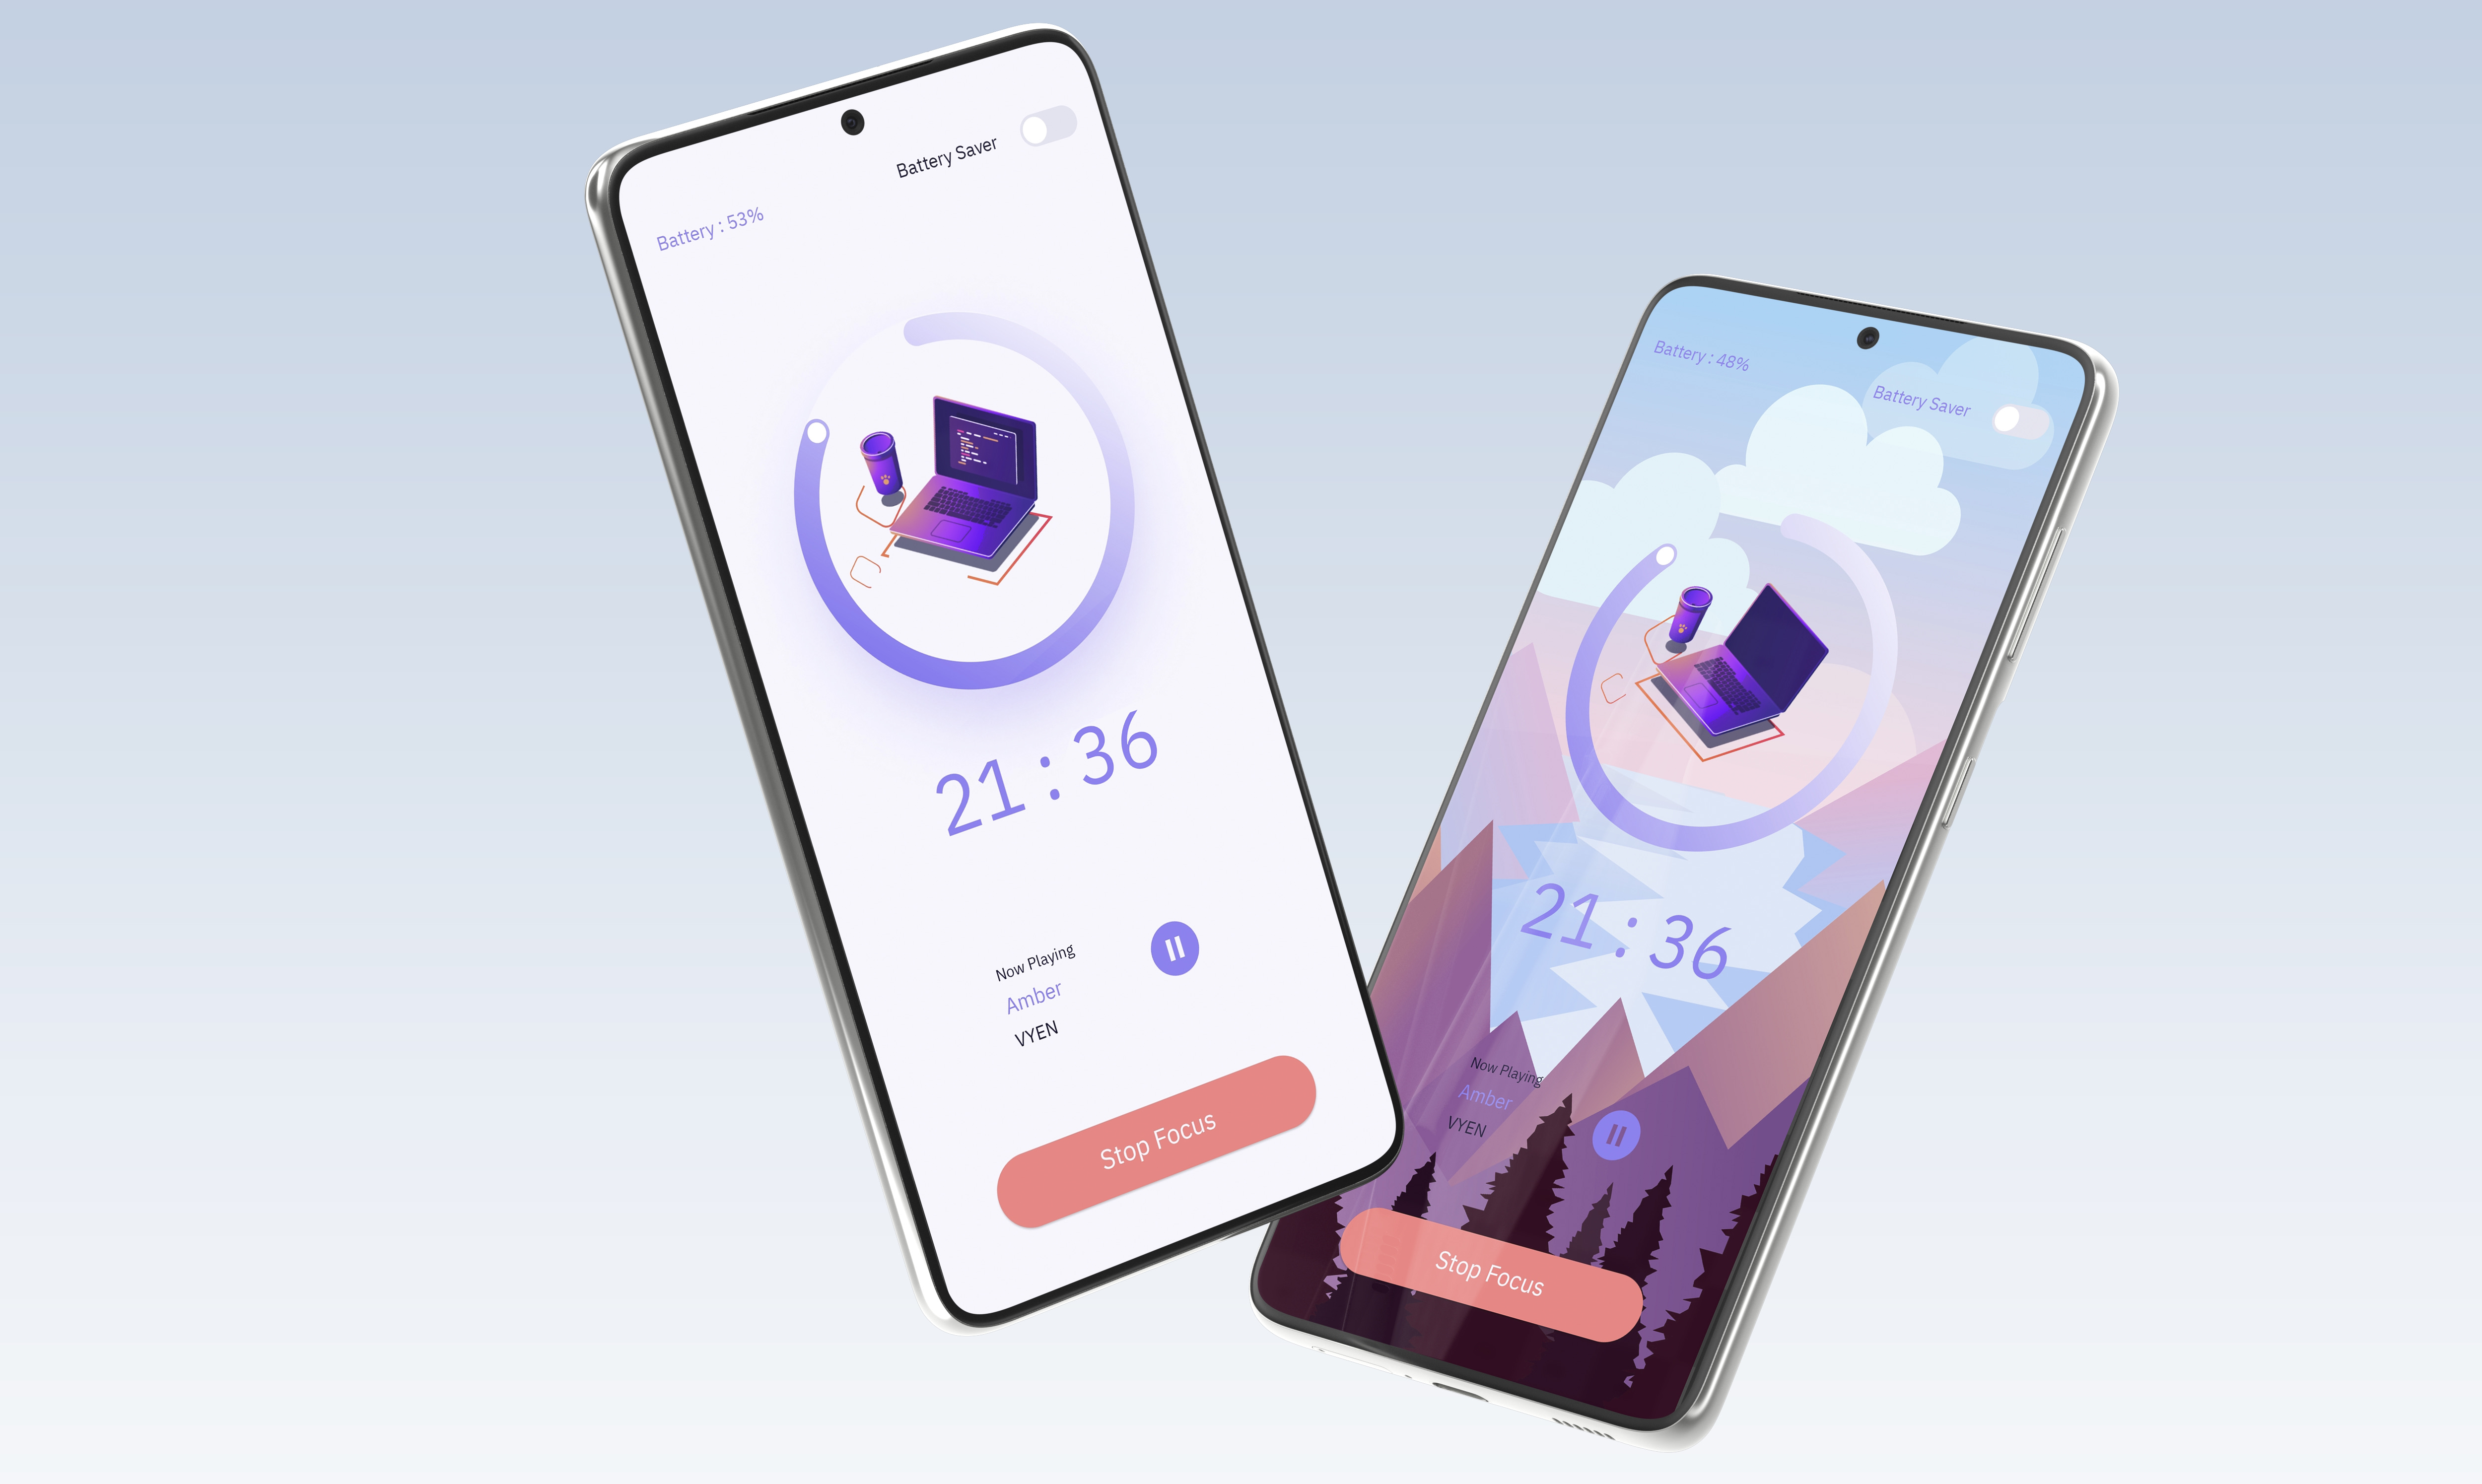 Battery Saver
Battery : 53%
21 : 36
Now Playing
Amber
VYEN
Stop Focus
Battery : 48%
Battery Saver
21 : 36
Now Playing
Amber
VYEN
Stop Focus